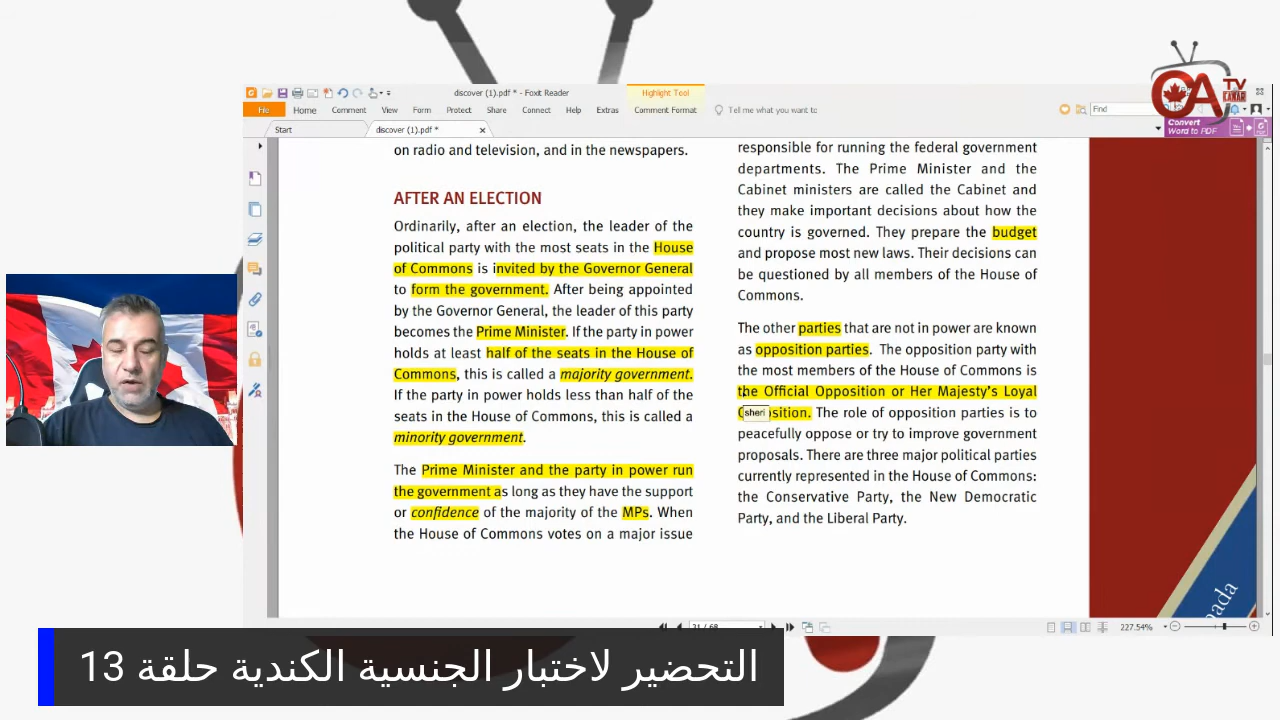 CA TV
KANAR
dscover (1).pdf * - Foxit Reader
Highlight Tool
File Home Comment View Form Protect Share Connect Help Extras Comment Format Tell me what you want to
Find
Start
discover (1).pdf *
Convert
Word to PDF
on radio and television, and in the newspapers.
AFTER AN ELECTION
Ordinarily, after an election, the leader of the
political party with the most seats in the House
of Commons is invited by the Governor General
to form the government. After being appointed
by the Governor General, the leader of this party
becomes the Prime Minister. If the party in power
holds at least half of the seats in the House of
Commons, this is called a majority government.
If the party in power holds less than half of the
seats in the House of Commons, this is called a
minority government.
The Prime Minister and the party in power run
the government as long as they have the support
or confidence of the majority of the MPs. When
the House of Commons votes on a major issue
responsible for running the federal government
departments. The Prime Minister and the
Cabinet ministers are called the Cabinet and
they make important decisions about how the
country is governed. They prepare the budget
and propose most new laws. Their decisions can
be questioned by all members of the House of
Commons.
The other parties that are not in power are known
as opposition parties. The opposition party with
the most members of the House of Commons is
the Official Opposition or Her Majesty's Loyal
sheri sition. The role of opposition parties is to
peacefully oppose or try to improve government
proposals. There are three major political parties
currently represented in the House of Commons:
the Conservative Party, the New Democratic
Party, and the Liberal Party.
21 / 68
227.54%
التحضير لاختبار الجنسية الكندية حلقة 13